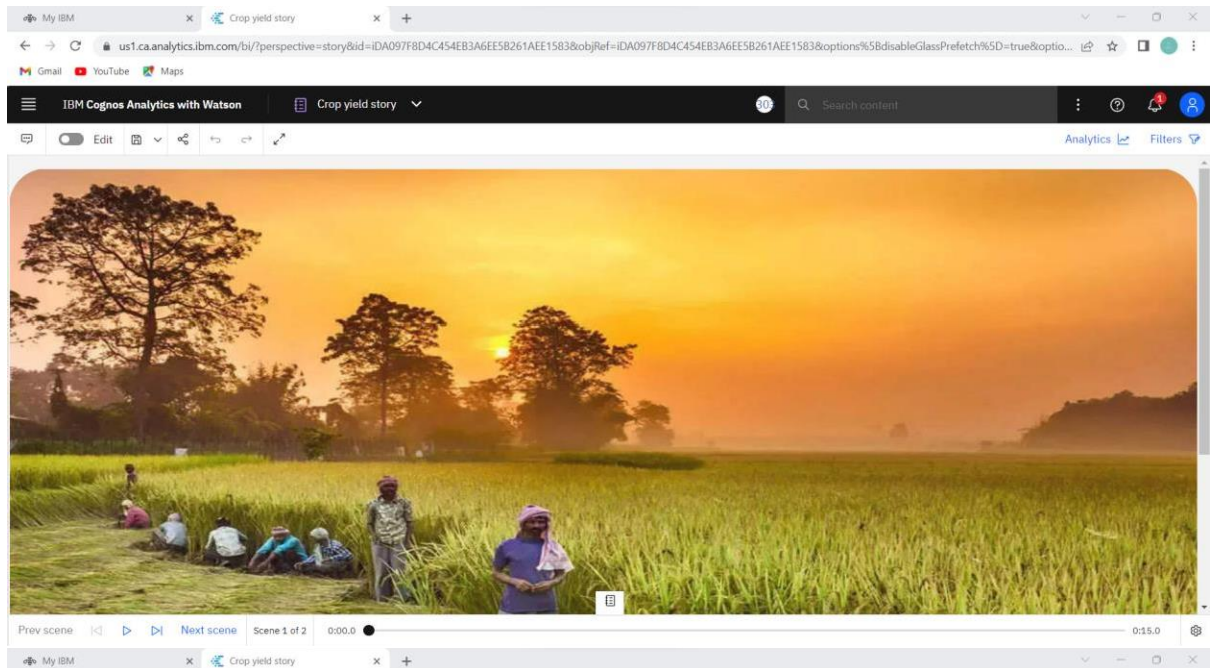 My IBM
Crop yield story
us1.ca.analytics.ibm.com/bi/?perspective=story&id=iDA097F8D4C454EB3A6EE5B261AEE1583&objRef=iDA097F8D4C454EB3A6EE5B261AEE1583&options%5BdisableGlassPrefetch%5D=true&optio...
Gmail YouTube Maps
IBM Cognos Analytics with Watson Crop yield story Search content 1
Edit Analytics Filters
Prev scene Next scene Scene 1 of 2 0:00.0 0:15.0
My IBM Crop yield story